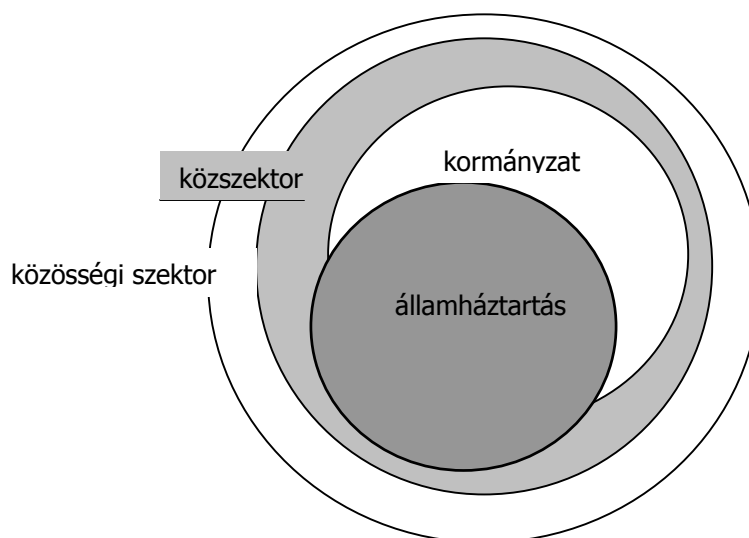 kormányzat
közszektor
közösségi szektor
államháztartás